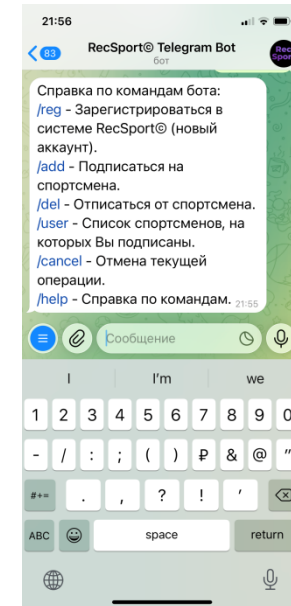 21:56
83
RecSport© Telegram Bot
бот
Rec
Spor
Справка по командам бота:
/reg - Зарегистрироваться в
системе RecSport© (новый
аккаунт).
/add - Подписаться на
спортсмена.
/del - Отписаться от спортсмена.
/user - Список спортсменов, на
которых Вы подписаны.
/cancel - Отмена текущей
операции.
/help - Справка по командам. 21:55
Сообщение
I I'm we
1 2 3 4 5 6 7 8 9 0
- / : ; ( ) ₽ & @ "
#+= . , ? ! '
ABC space return